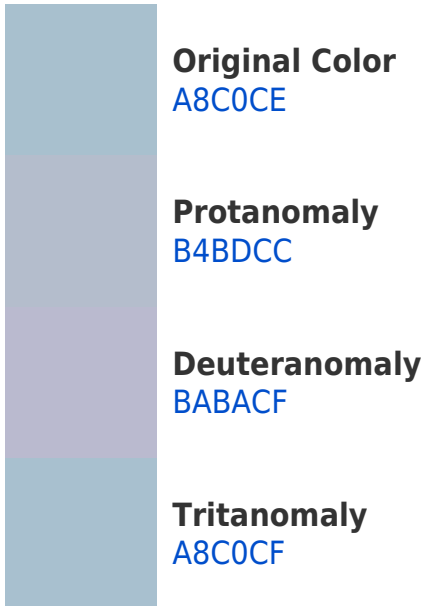 Original Color
A8C0CE
Protanomaly
B4BDCC
Deuteranomaly
BABACF
Tritanomaly
A8C0CF